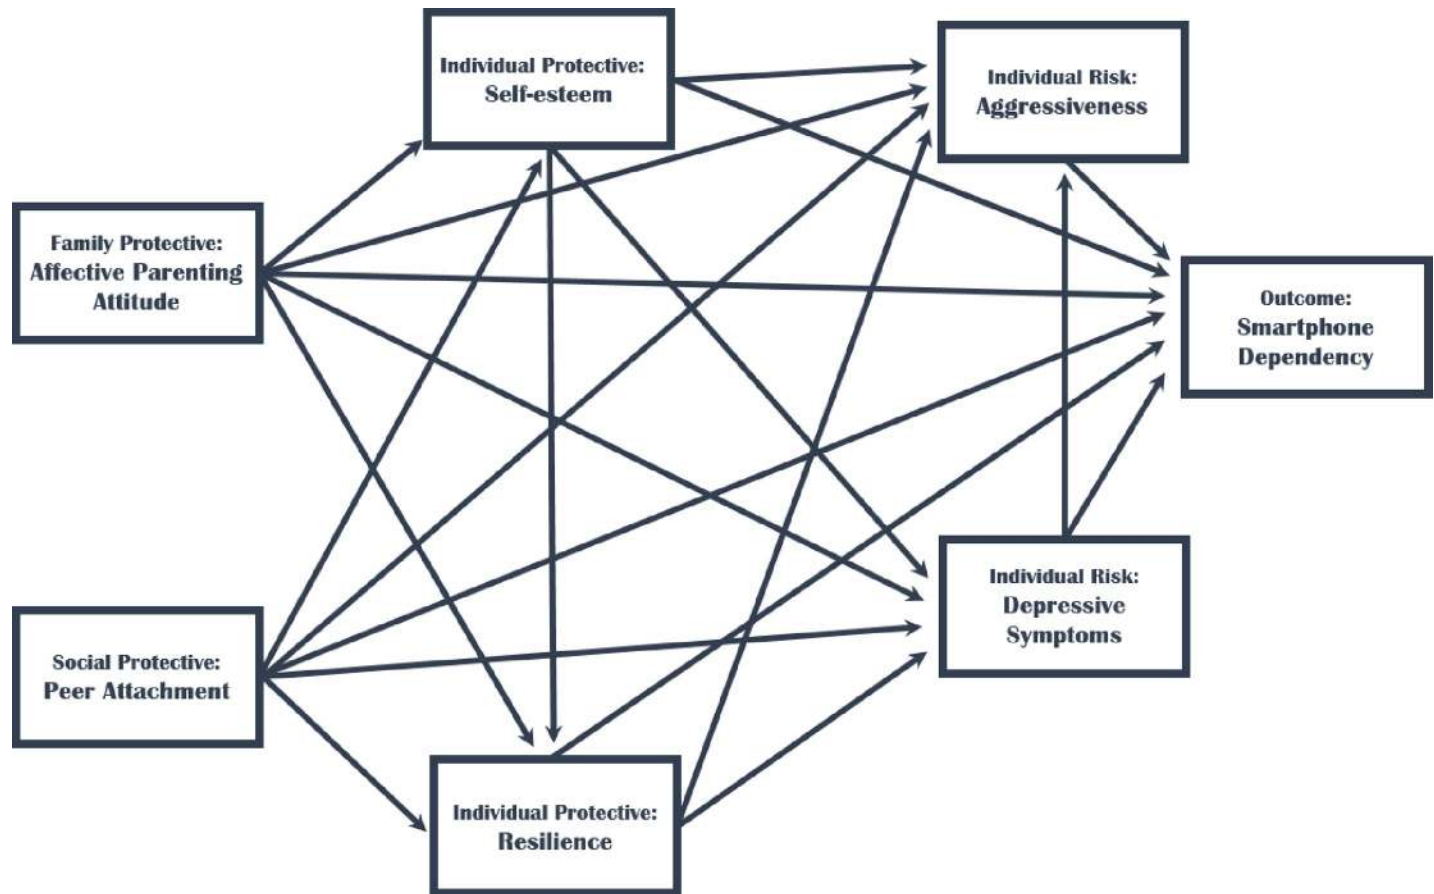 Individual Protective:
Self-esteem
Individual Risk:
Aggressiveness
Family Protective:
Affective Parenting
Attitude
Outcome:
Smartphone
Dependency
Individual Risk:
Depressive
Symptoms
Social Protective:
Peer Attachment
Individual Protective:
Resilience